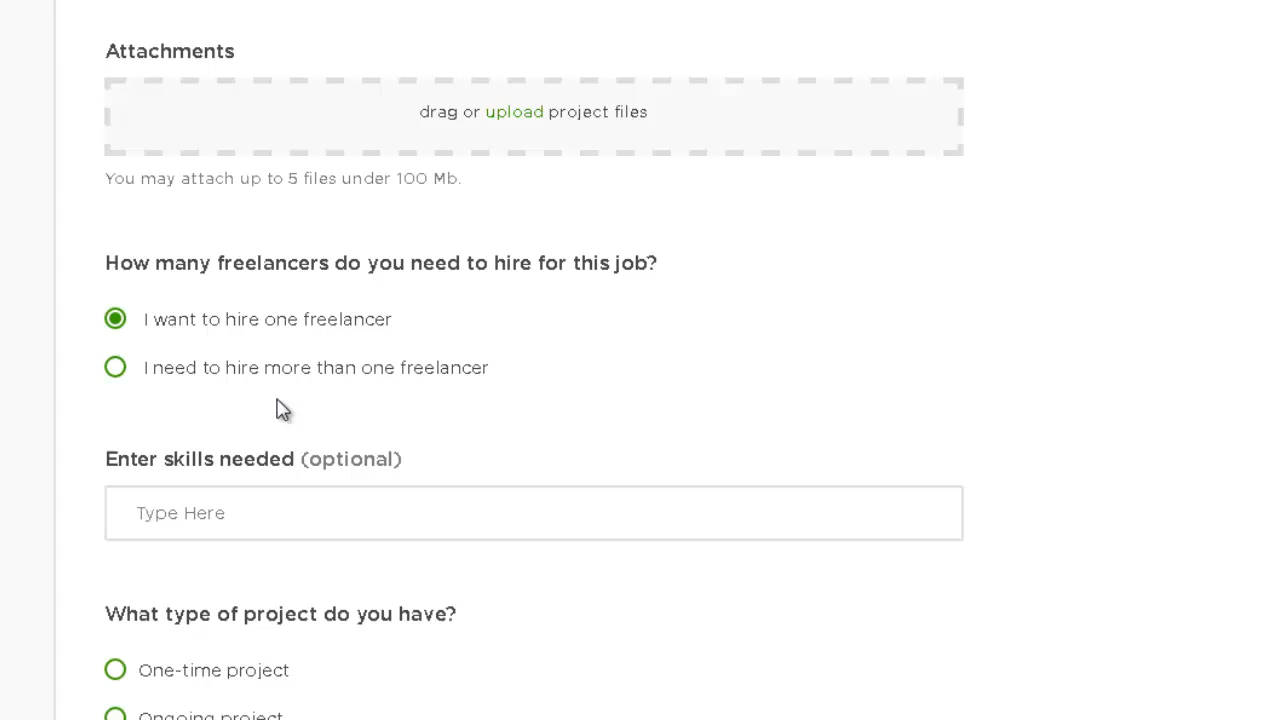 Attachments
drag or upload project files
You may attach up to 5 files under 100 Mb.
How many freelancers do you need to hire for this job?
I want to hire one freelancer
I need to hire more than one freelancer
Enter skills needed (optional)
Type Here
What type of project do you have?
One-time project
Ongoing project